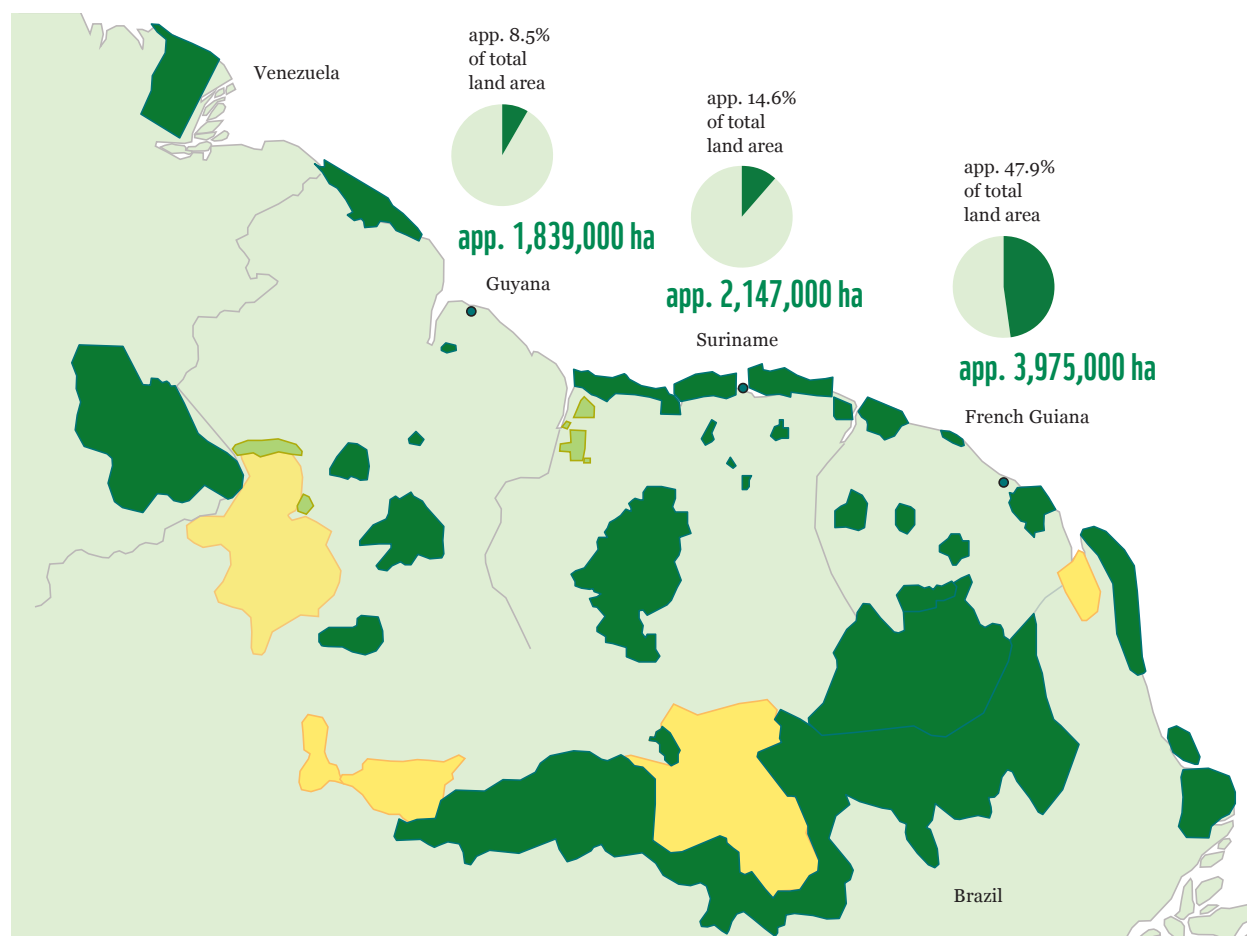 Venezuela
app. 8.5%
of total
land area
app. 1,839,000 ha
Guyana
app. 14.6%
of total
land area
app. 2,147,000 ha
Suriname
app. 47.9%
of total
land area
app. 3,975,000 ha
French Guiana
Brazil